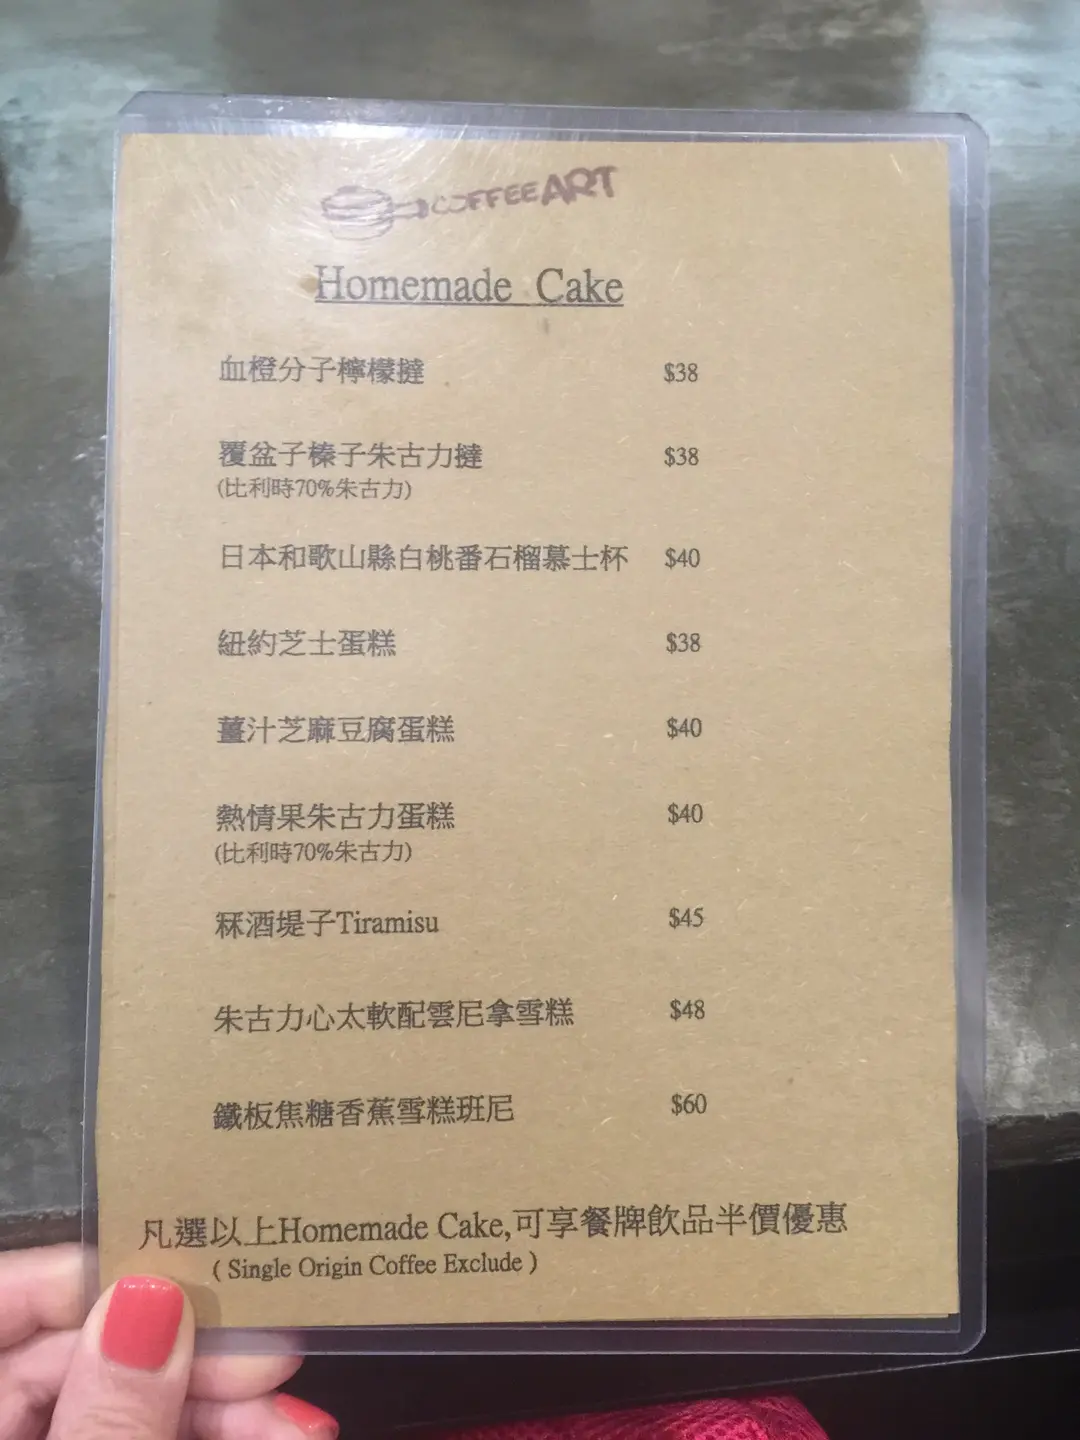 COFFEE ART
Homemade Cake
血橙分子檸檬撻 $38
覆盆子榛子朱古力撻 $38
(比利時70%朱古力)
日本和歌山縣白桃番石榴慕士杯 $40
紐約芝士蛋糕 $38
薑汁芝麻豆腐蛋糕 $40
熱情果朱古力蛋糕 $40
(比利時70%朱古力)
冧酒堤子Tiramisu $45
朱古力心太軟配雲尼拿雪糕 $48
鐵板焦糖香蕉雪糕班尼 $60
凡選以上Homemade Cake,可享餐牌飲品半價優惠
( Single Origin Coffee Exclude )